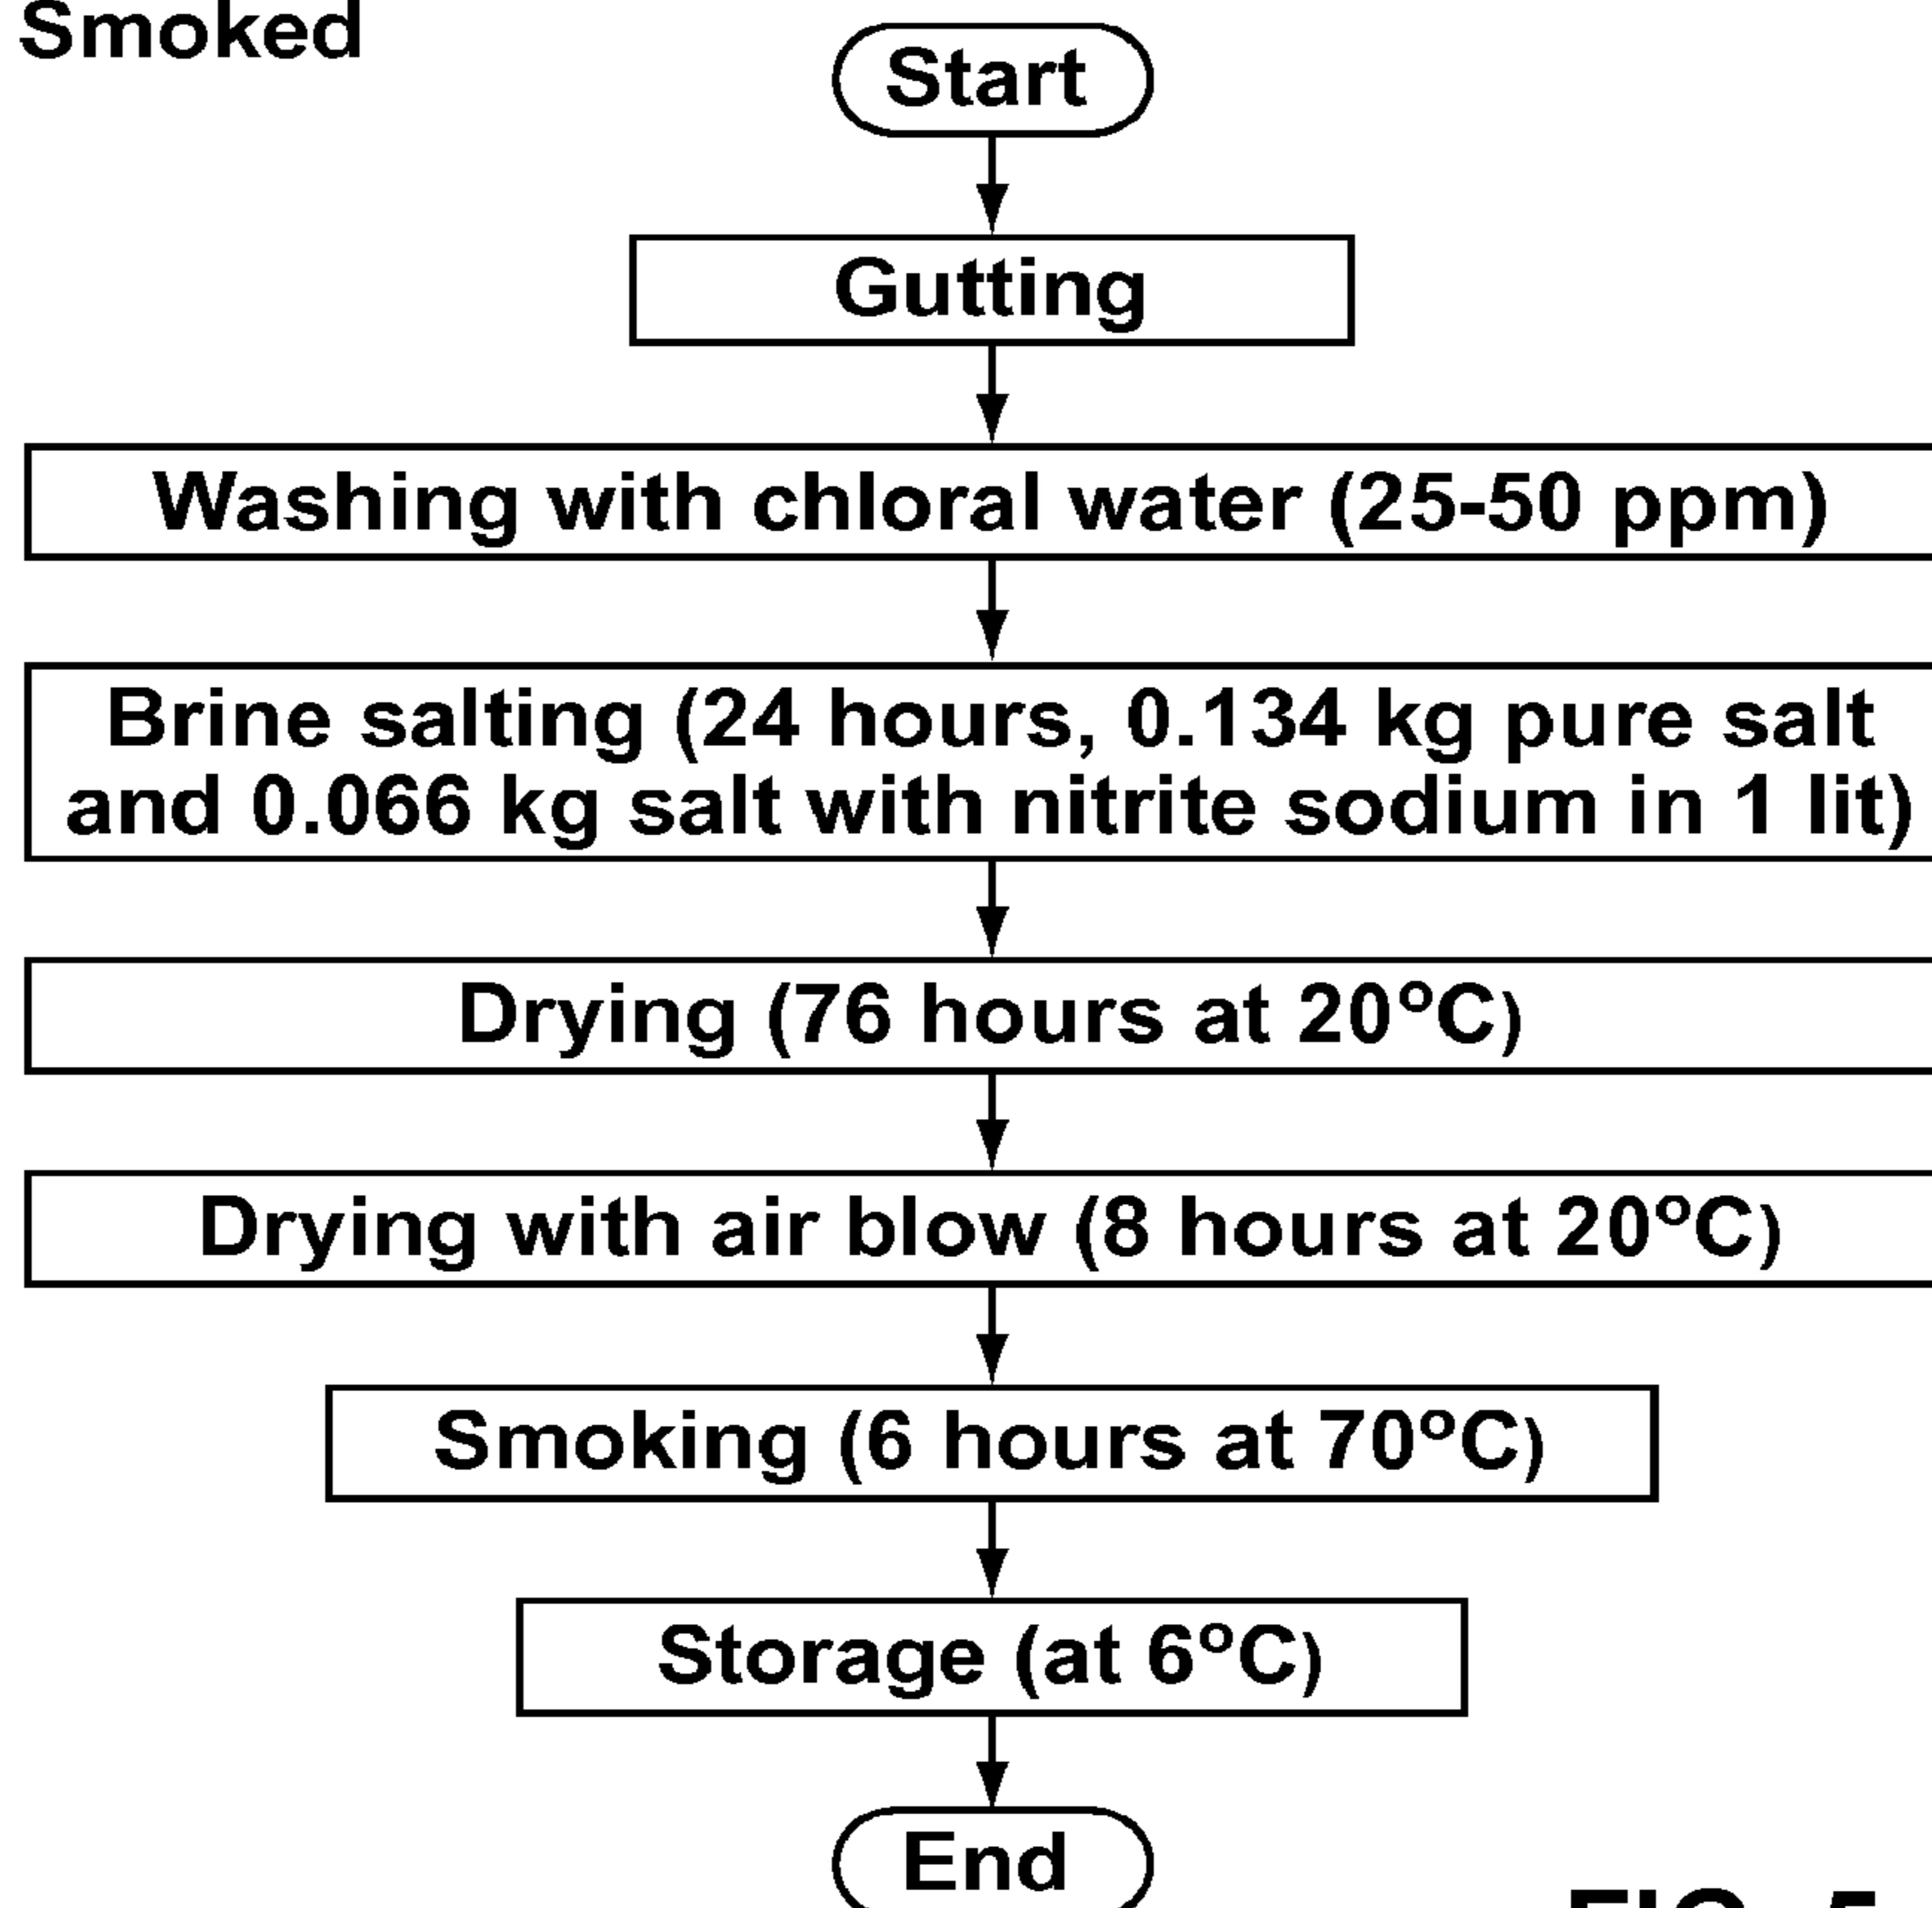 Smoked
Start
Gutting
Washing with chloral water (25-50 ppm)
Brine salting (24 hours, 0.134 kg pure salt
and 0.066 kg salt with nitrite sodium in 1 lit)
Drying (76 hours at 20°C)
Drying with air blow (8 hours at 20°C)
Smoking (6 hours at 70°C)
Storage (at 6°C)
End